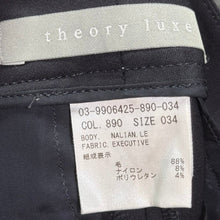 theory luxe
03-9906425-890-034
COL. 890 SIZE 034
BODY. NALIAN.LE
FABRIC. EXECUTIVE
組成表示
毛 88%
ナイロン 8%
ポリウレタン 4%